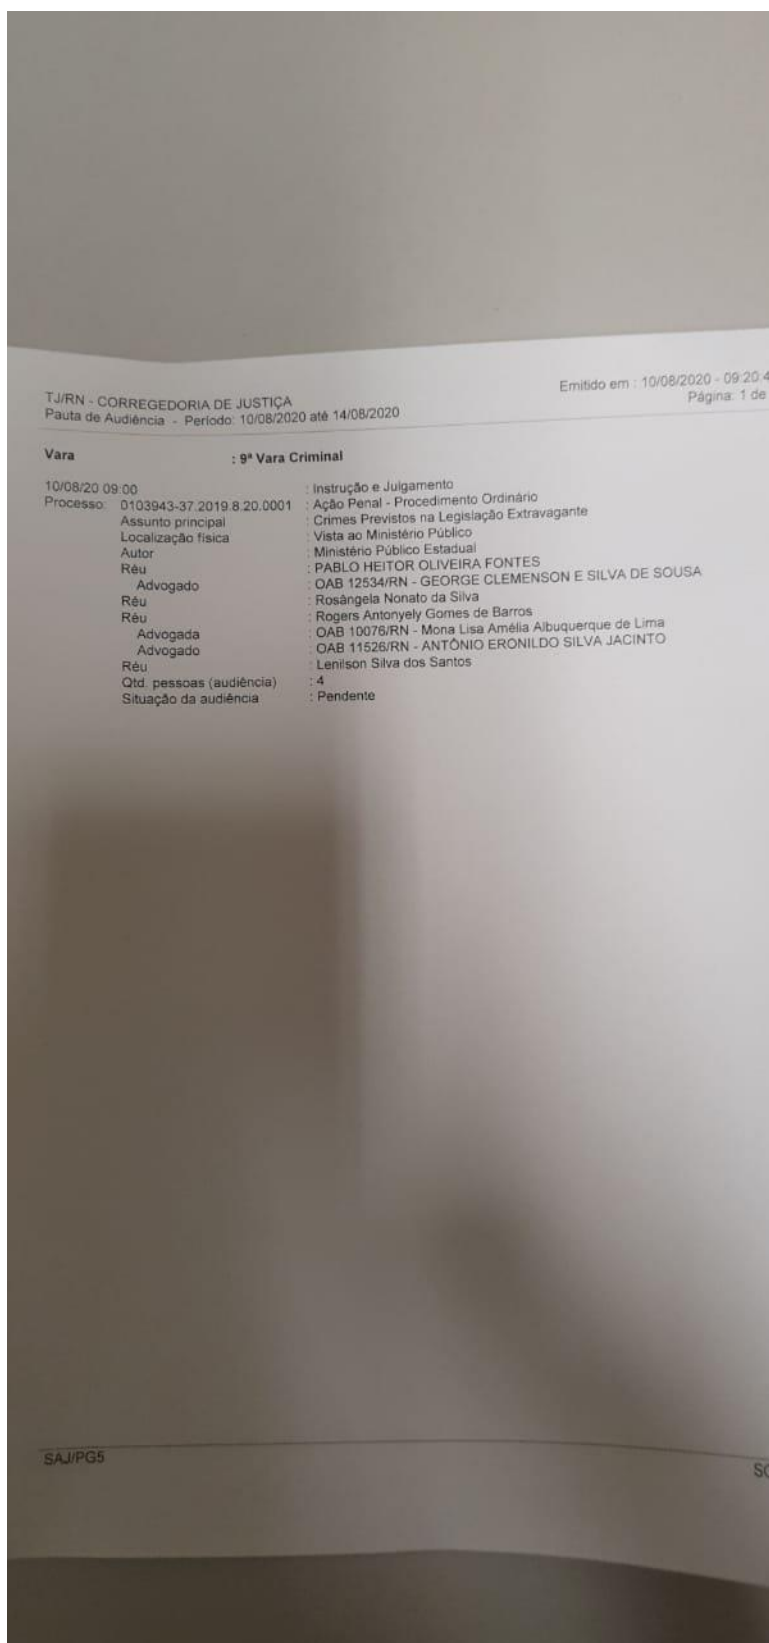 TJ/RN - CORREGEDORIA DE JUSTIÇA
Pauta de Audiência - Período: 10/08/2020 até 14/08/2020
Emitido em : 10/08/2020 - 09:20:4
Página: 1 de
Vara : 9ª Vara Criminal
10/08/20 09:00 : Instrução e Julgamento
Processo: 0103943-37.2019.8.20.0001 : Ação Penal - Procedimento Ordinário
Assunto principal : Crimes Previstos na Legislação Extravagante
Localização física : Vista ao Ministério Público
Autor : Ministério Público Estadual
Réu : PABLO HEITOR OLIVEIRA FONTES
Advogado : OAB 12534/RN - GEORGE CLEMENSON E SILVA DE SOUSA
Réu : Rosângela Nonato da Silva
Réu : Rogers Antonyely Gomes de Barros
Advogada : OAB 10076/RN - Mona Lisa Amélia Albuquerque de Lima
Advogado : OAB 11526/RN - ANTÔNIO ERONILDO SILVA JACINTO
Réu : Lenilson Silva dos Santos
Qtd. pessoas (audiência) : 4
Situação da audiência : Pendente
SAJ/PG5